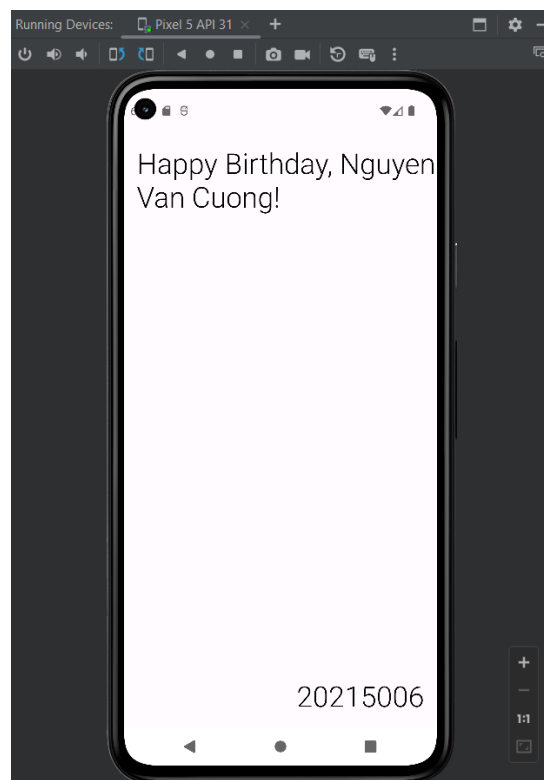 Running Devices: Pixel 5 API 31
Happy Birthday, Nguyen
Van Cuong!
20215006
1:1